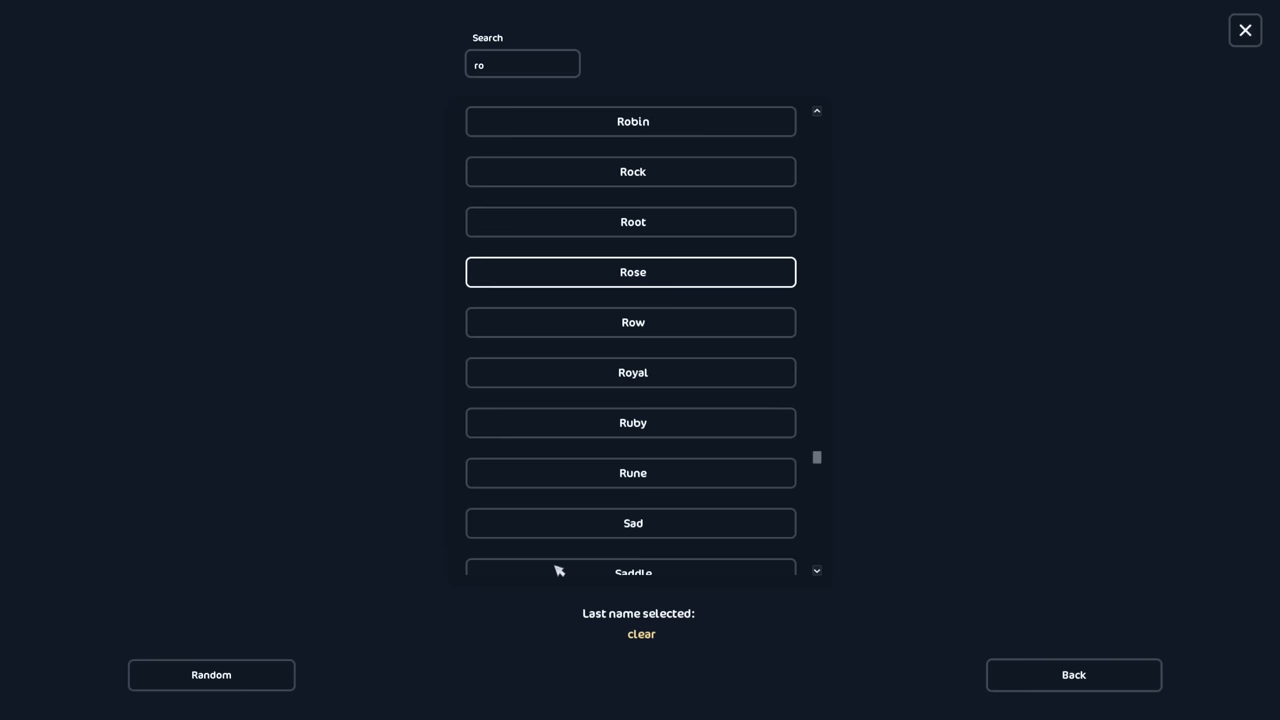 Search
ro
Robin
Rock
Root
Rose
Row
Royal
Ruby
Rune
Sad
Saddle
Last name selected:
clear
Random
Back